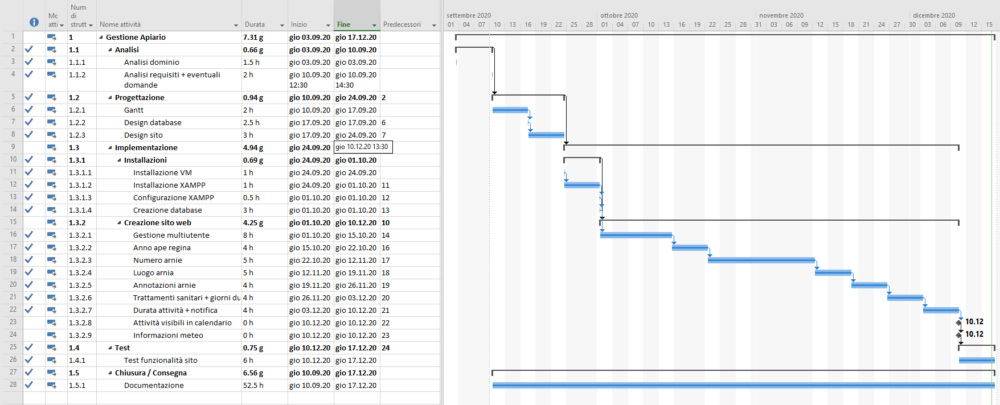 settembre 2020 ottobre 2020 novembre 2020 dicembre 2020
Mc
atti
Num
di
strutt
Nome attività Durata Inizio Fine Predecessori
01 04 07 10 13 16 19 22 25 28 01 04 07 10 13 16 19 22 25 28 31 03 06 09 12 15 18 21 24 27 30 03 06 09 12 15
1 1 Gestione Apiario 7.31 g gio 03.09.20 gio 17.12.20
2 1.1 Analisi 0.66 g gio 03.09.20 gio 10.09.20
3 1.1.1 Analisi dominio 1.5 h gio 03.09.20 gio 03.09.20
4 1.1.2 Analisi requisiti + eventuali domande 2 h gio 10.09.20 12:30 gio 10.09.20 14:30
5 1.2 Progettazione 0.94 g gio 10.09.20 gio 24.09.20 2
6 1.2.1 Gantt 2 h gio 10.09.20 gio 17.09.20
7 1.2.2 Design database 2.5 h gio 17.09.20 gio 17.09.20 6
8 1.2.3 Design sito 3 h gio 17.09.20 gio 24.09.20 7
9 1.3 Implementazione 4.94 g gio 24.09.20 gio 10.12.20 13:30
10 1.3.1 Installazioni 0.69 g gio 24.09.20 gio 01.10.20
11 1.3.1.1 Installazione VM 1 h gio 24.09.20 gio 24.09.20
12 1.3.1.2 Installazione XAMPP 1 h gio 24.09.20 gio 01.10.20 11
13 1.3.1.3 Configurazione XAMPP 0.5 h gio 01.10.20 gio 01.10.20 12
14 1.3.1.4 Creazione database 3 h gio 01.10.20 gio 01.10.20 13
15 1.3.2 Creazione sito web 4.25 g gio 01.10.20 gio 10.12.20 10
16 1.3.2.1 Gestione multiutente 8 h gio 01.10.20 gio 15.10.20 14
17 1.3.2.2 Anno ape regina 4 h gio 15.10.20 gio 22.10.20 16
18 1.3.2.3 Numero arnie 5 h gio 22.10.20 gio 12.11.20 17
19 1.3.2.4 Luogo arnia 5 h gio 12.11.20 gio 19.11.20 18
20 1.3.2.5 Annotazioni arnie 4 h gio 19.11.20 gio 26.11.20 19
21 1.3.2.6 Trattamenti sanitari + giorni du 4 h gio 26.11.20 gio 03.12.20 20
22 1.3.2.7 Durata attività + notifica 4 h gio 03.12.20 gio 10.12.20 21
23 1.3.2.8 Attività visibili in calendario 0 h gio 10.12.20 gio 10.12.20 22 10.12
24 1.3.2.9 Informazioni meteo 0 h gio 10.12.20 gio 10.12.20 23 10.12
25 1.4 Test 0.75 g gio 10.12.20 gio 17.12.20 24
26 1.4.1 Test funzionalità sito 6 h gio 10.12.20 gio 17.12.20
27 1.5 Chiusura / Consegna 6.56 g gio 10.09.20 gio 17.12.20
28 1.5.1 Documentazione 52.5 h gio 10.09.20 gio 17.12.20